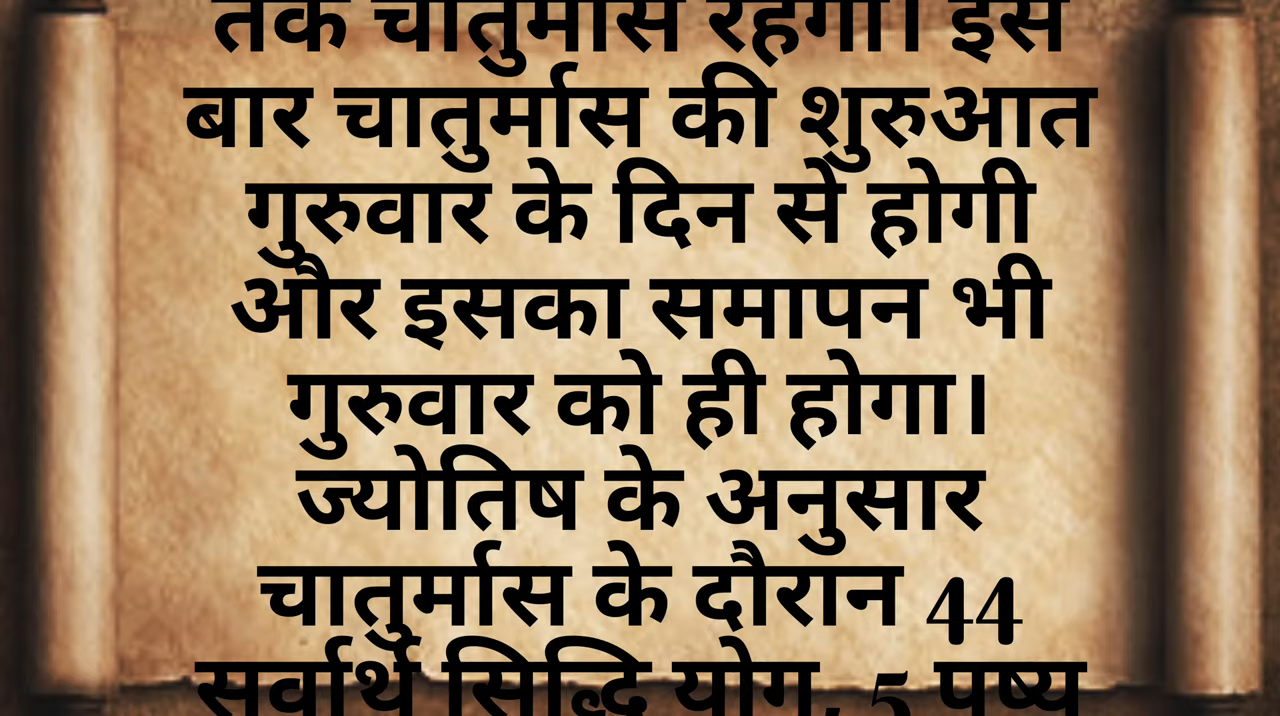 तक चातुर्मास रहेगा। इस
बार चातुर्मास की शुरुआत
गुरुवार के दिन से होगी
और इसका समापन भी
गुरुवार को ही होगा।
ज्योतिष के अनुसार
चातुर्मास के दौरान 44
सर्वार्थ सिद्धि योग, 5 पुष्य